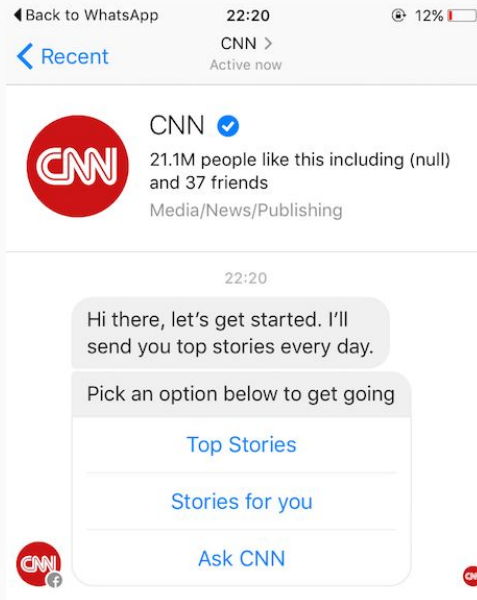 Back to WhatsApp 22:20 12%
Recent CNN >
Active now
CNN
CNN
21.1M people like this including (null)
and 37 friends
Media/News/Publishing
22:20
Hi there, let's get started. I'll
send you top stories every day.
Pick an option below to get going
Top Stories
Stories for you
Ask CNN
CNN
f
CNN